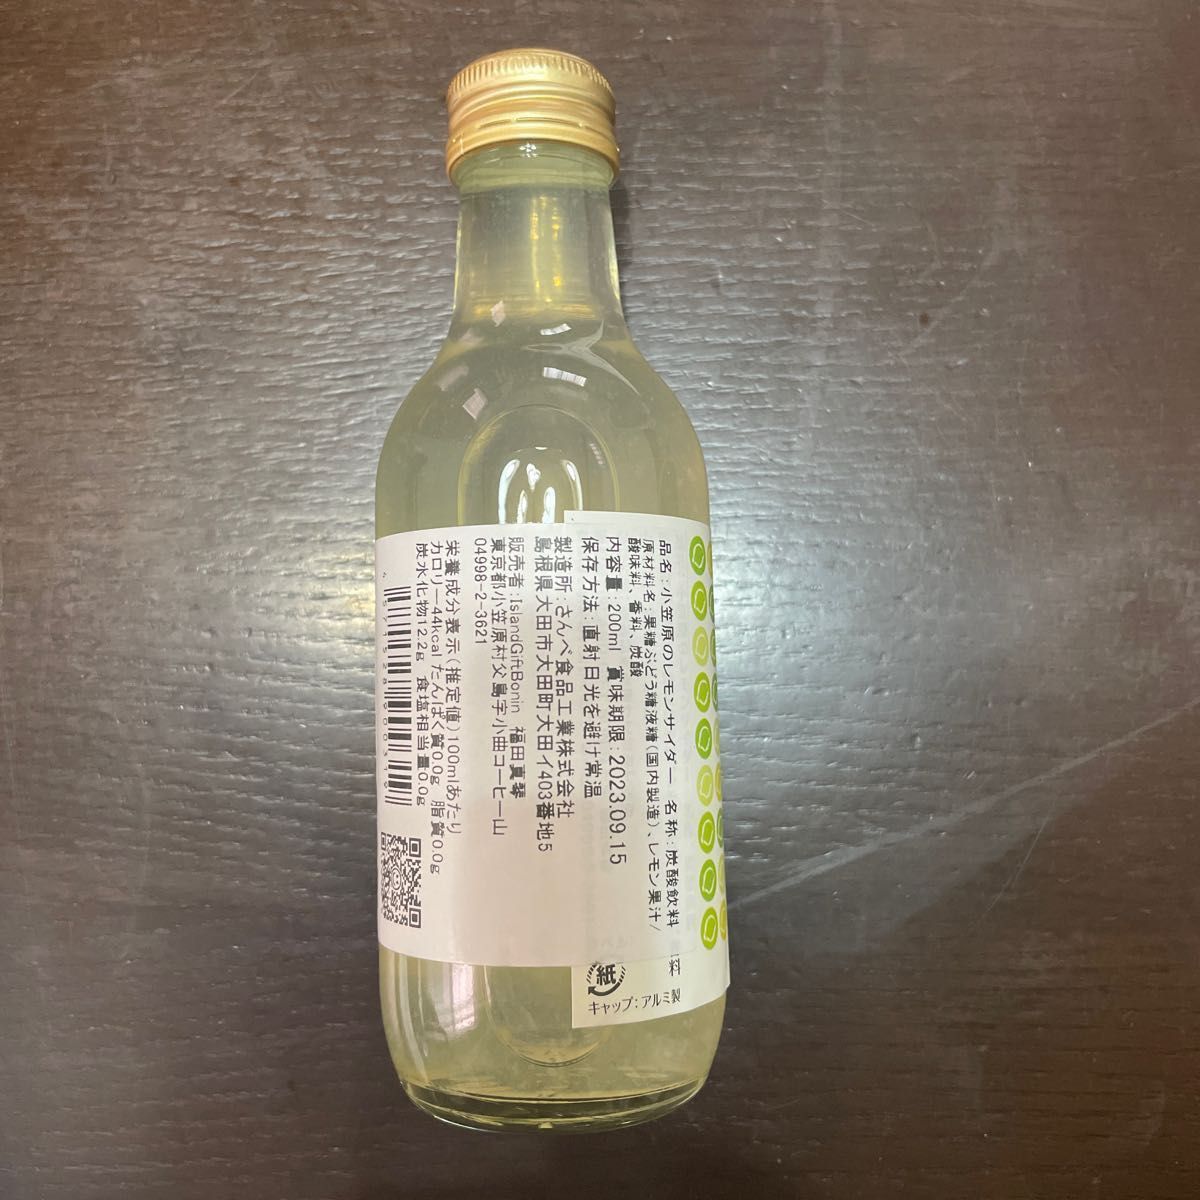 品名：小笠原のレモンサイダー　名称：炭酸飲料
原材料名：果糖ぶどう糖液糖（国内製造）、レモン果汁/
酸味料、香料、炭酸
内容量：200ml　賞味期限：2023.09.15
保存方法：直射日光を避け常温
製造所：さんべ食品工業株式会社
島根県大田市大田町大田イ403番地5
販売者：IslandGiftBonin　福田真琴
東京都小笠原村父島字小曲コーヒー山
04998-2-3621
栄養成分表示（推定値）100mlあたり
カロリー44kcal たんぱく質0.0g　脂質0.0g
炭水化物12.2g　食塩相当量0.0g
紙
キャップ：アルミ製